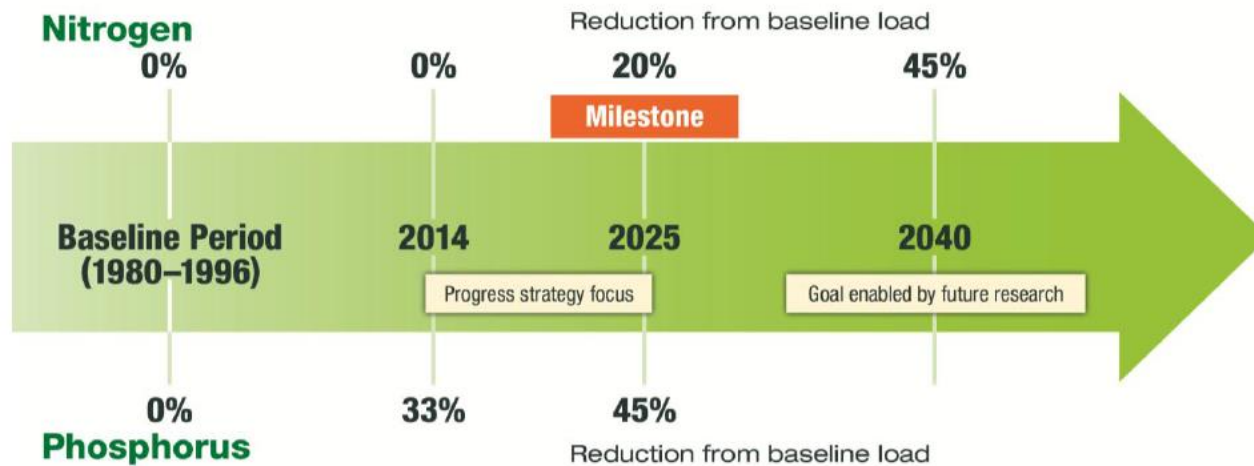 Nitrogen
Reduction from baseline load
0%
0%
20%
45%
Milestone
Baseline Period
(1980–1996)
2014
2025
2040
Progress strategy focus
Goal enabled by future research
0%
33%
45%
Phosphorus
Reduction from baseline load